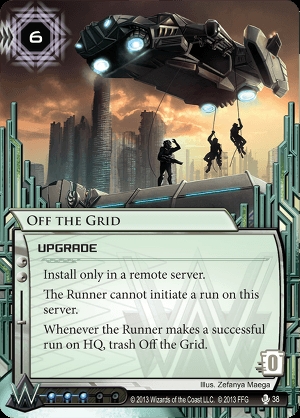 6
OFF THE GRID
UPGRADE
Install only in a remote server.
The Runner cannot initiate a run on this
server.
Whenever the Runner makes a successful
run on HQ, trash Off the Grid.
0
Illus. Zefanya Maega
© 2013 Wizards of the Coast LLC. © 2013 FFG
38